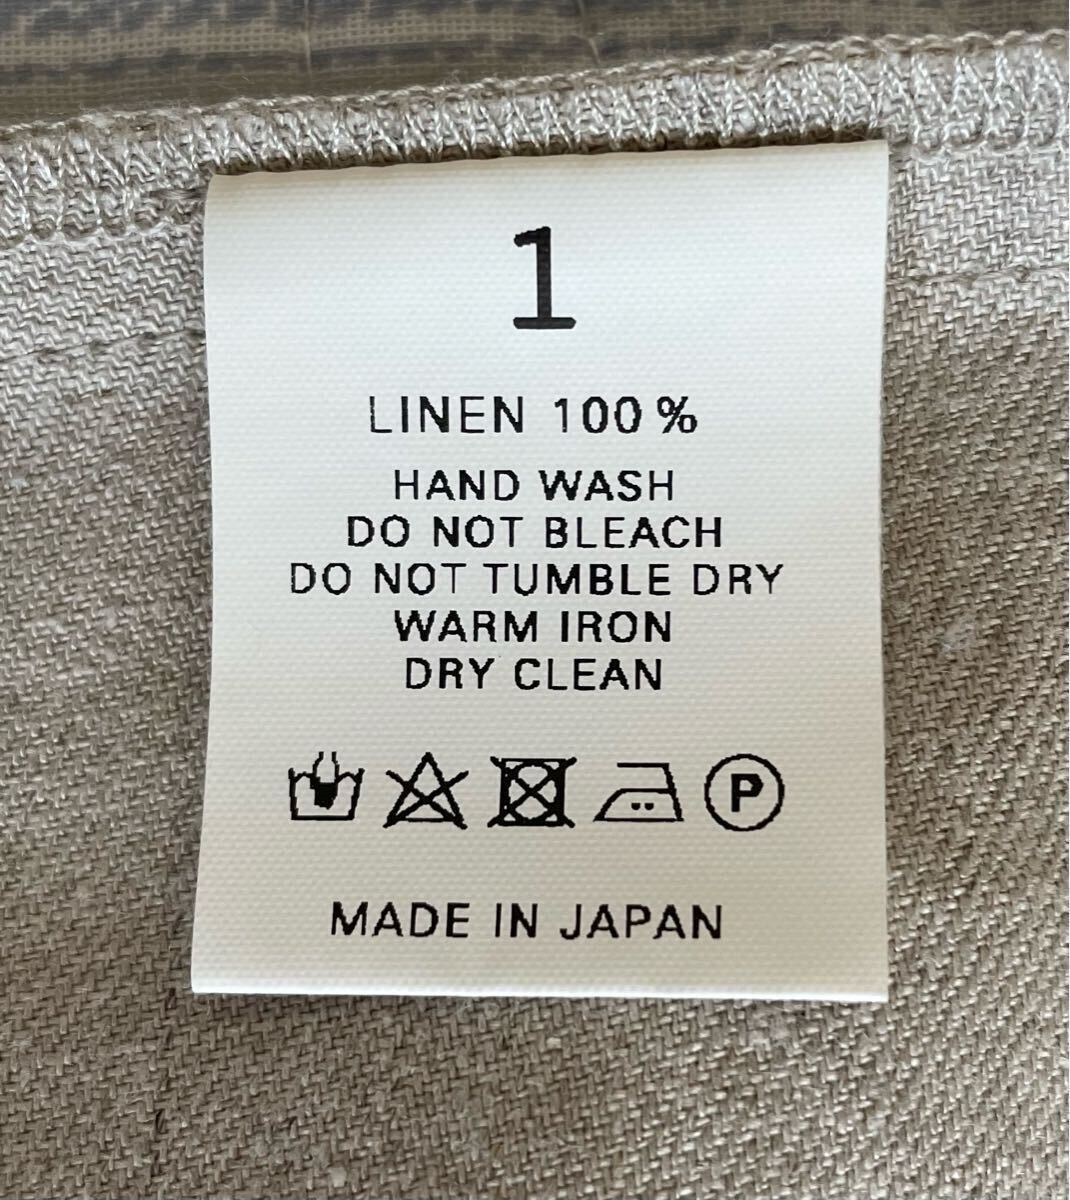 1
LINEN 100%
HAND WASH
DO NOT BLEACH
DO NOT TUMBLE DRY
WARM IRON
DRY CLEAN
P
MADE IN JAPAN